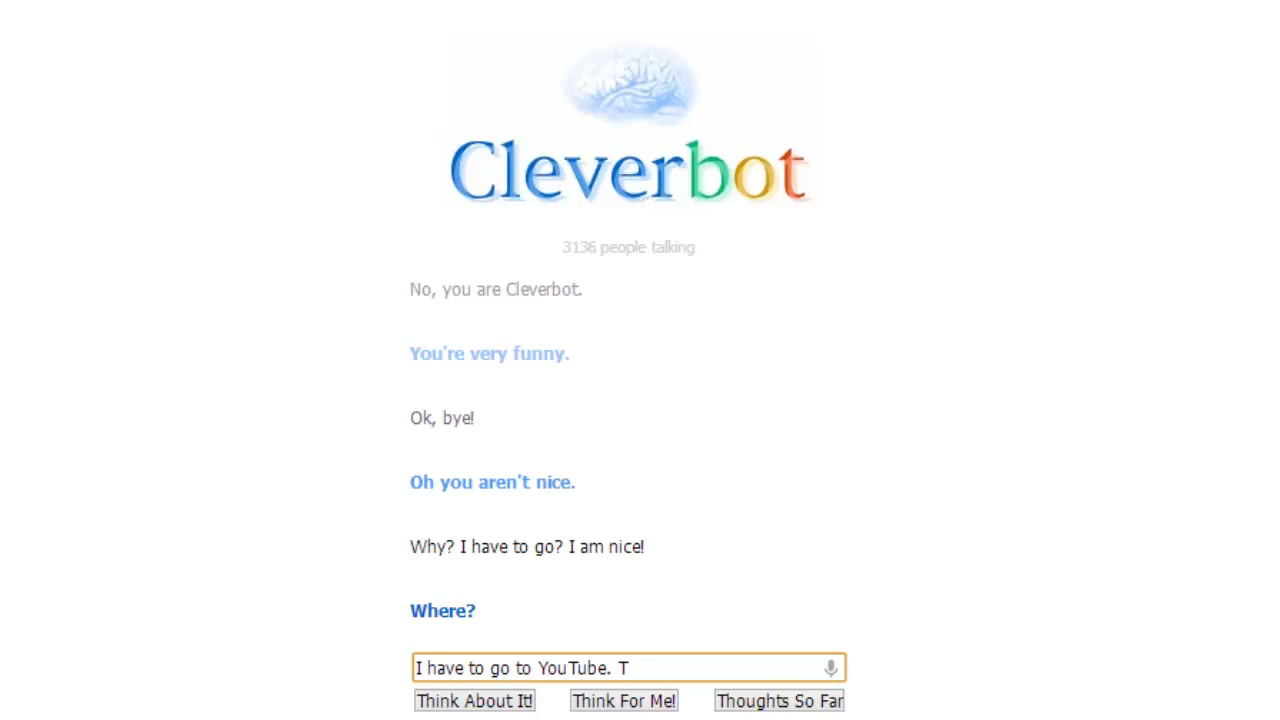 Cleverbot
3136 people talking
No, you are Cleverbot.
You're very funny.
Ok, bye!
Oh you aren't nice.
Why? I have to go? I am nice!
Where?
I have to go to YouTube. T
Think About It! Think For Me! Thoughts So Far